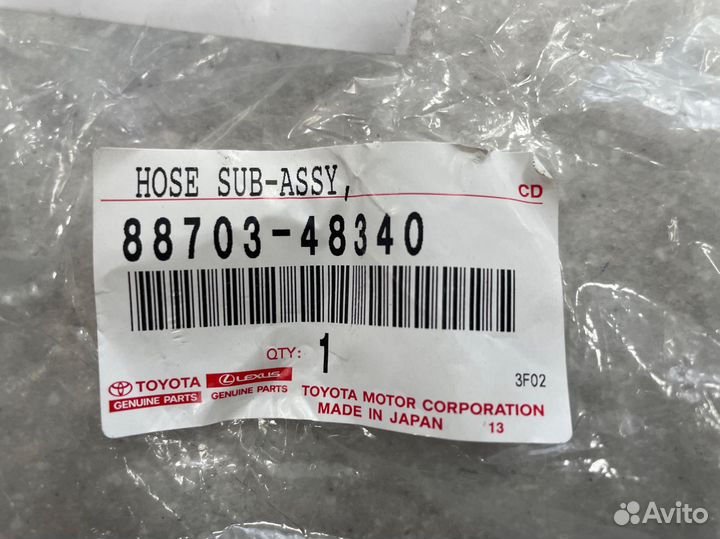 HOSE SUB-ASSY,
CD
88703-48340
QTY: 1
3F02
TOYOTA
GENUINE PARTS
LEXUS
GENUINE PARTS
TOYOTA MOTOR CORPORATION
MADE IN JAPAN 13
Avito